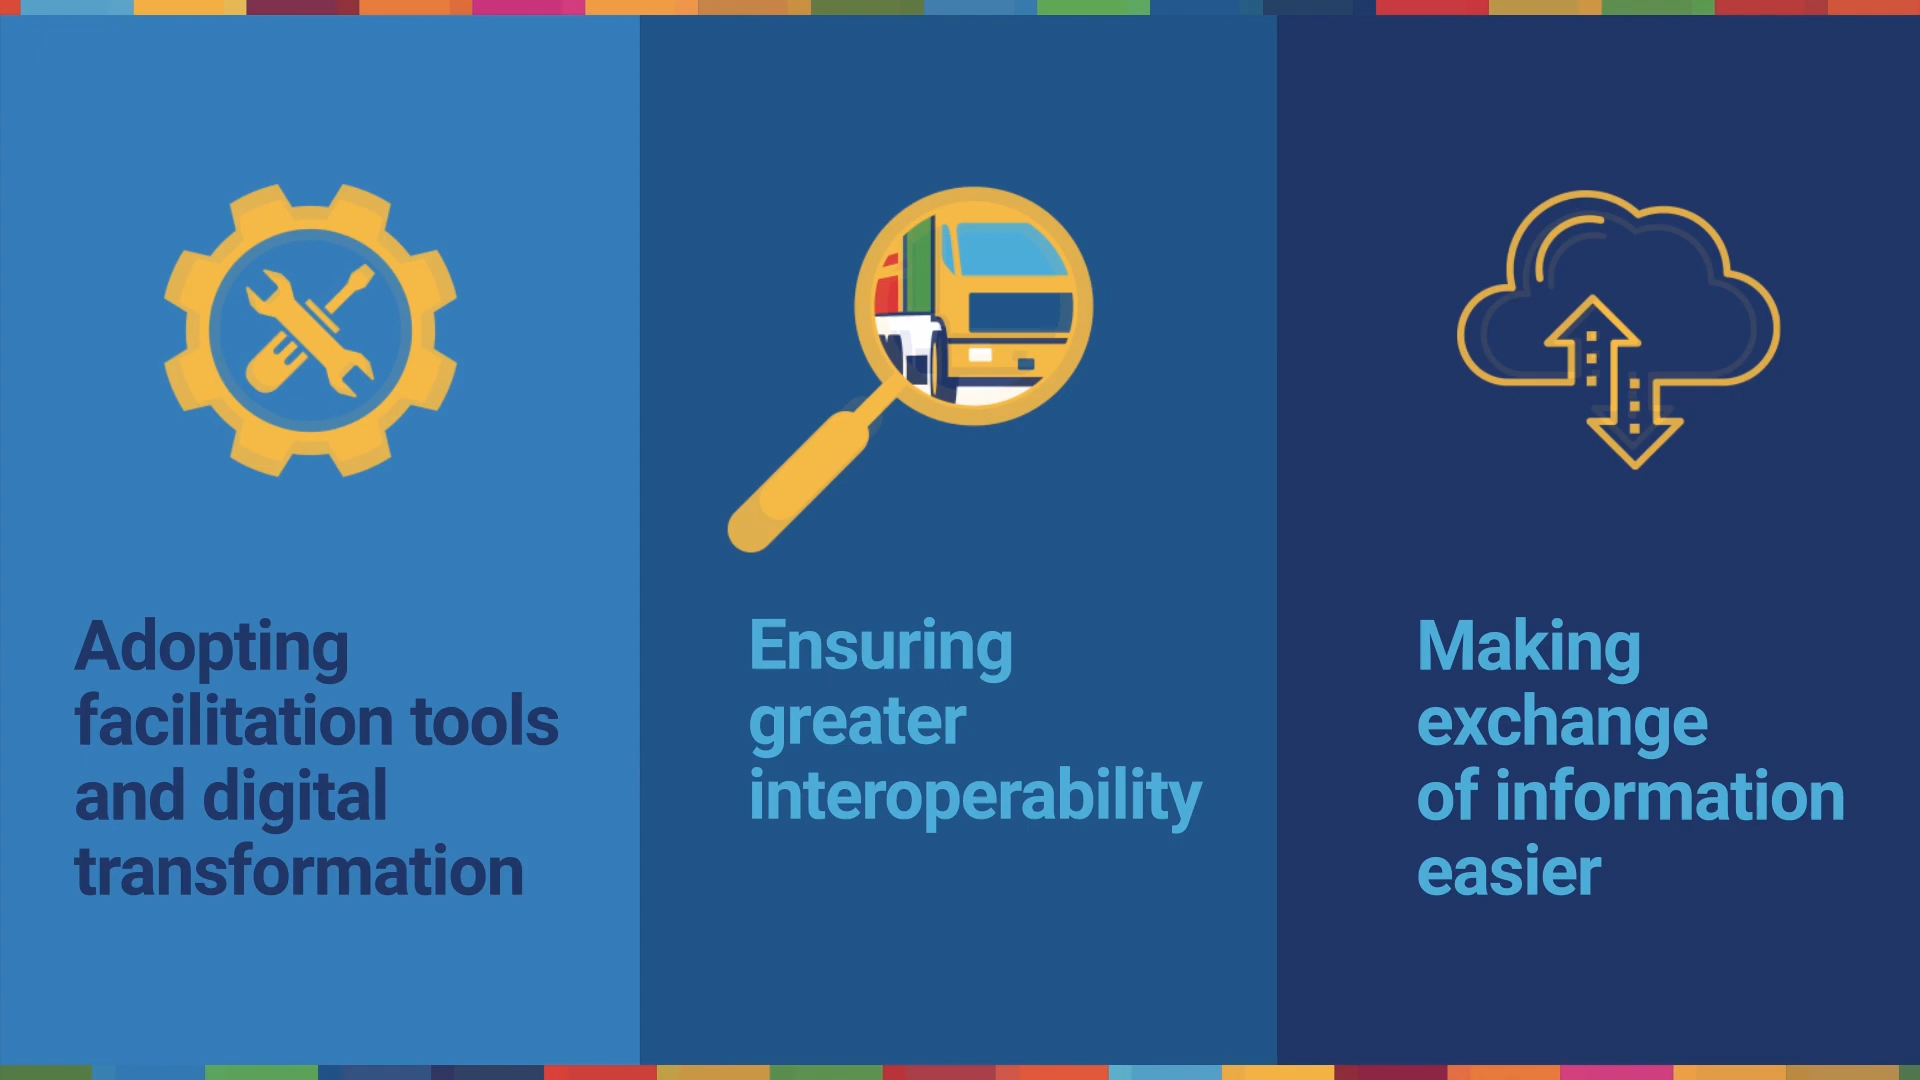 Adopting
facilitation tools
and digital
transformation
Ensuring
greater
interoperability
Making
exchange
of information
easier